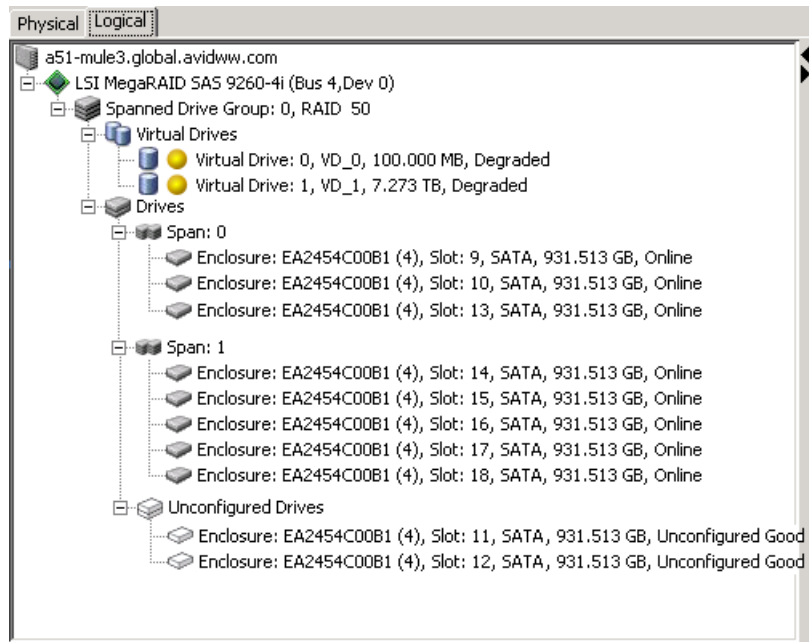 Physical Logical
a51-mule3.global.avidww.com
LSI MegaRAID SAS 9260-4i (Bus 4,Dev 0)
Spanned Drive Group: 0, RAID  50
Virtual Drives
Virtual Drive: 0, VD_0, 100.000 MB, Degraded
Virtual Drive: 1, VD_1, 7.273 TB, Degraded
Drives
Span: 0
Enclosure: EA2454C00B1 (4), Slot: 9, SATA, 931.513 GB, Online
Enclosure: EA2454C00B1 (4), Slot: 10, SATA, 931.513 GB, Online
Enclosure: EA2454C00B1 (4), Slot: 13, SATA, 931.513 GB, Online
Span: 1
Enclosure: EA2454C00B1 (4), Slot: 14, SATA, 931.513 GB, Online
Enclosure: EA2454C00B1 (4), Slot: 15, SATA, 931.513 GB, Online
Enclosure: EA2454C00B1 (4), Slot: 16, SATA, 931.513 GB, Online
Enclosure: EA2454C00B1 (4), Slot: 17, SATA, 931.513 GB, Online
Enclosure: EA2454C00B1 (4), Slot: 18, SATA, 931.513 GB, Online
Unconfigured Drives
Enclosure: EA2454C00B1 (4), Slot: 11, SATA, 931.513 GB, Unconfigured Good
Enclosure: EA2454C00B1 (4), Slot: 12, SATA, 931.513 GB, Unconfigured Good